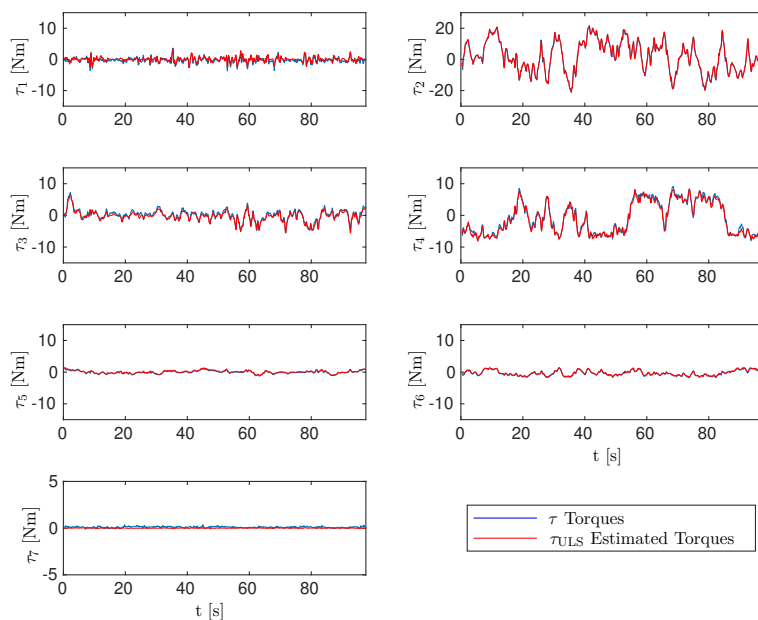 τ1 [Nm]
10
0
-10
0 20 40 60 80
τ2 [Nm]
20
0
-20
0 20 40 60 80
t [s]
τ3 [Nm]
10
0
-10
0 20 40 60 80
τ4 [Nm]
10
0
-10
0 20 40 60 80
τ5 [Nm]
10
0
-10
0 20 40 60 80
τ6 [Nm]
10
0
-10
0 20 40 60 80
t [s]
τ7 [Nm]
5
0
-5
0 20 40 60 80
t [s]
τ Torques
τULS Estimated Torques